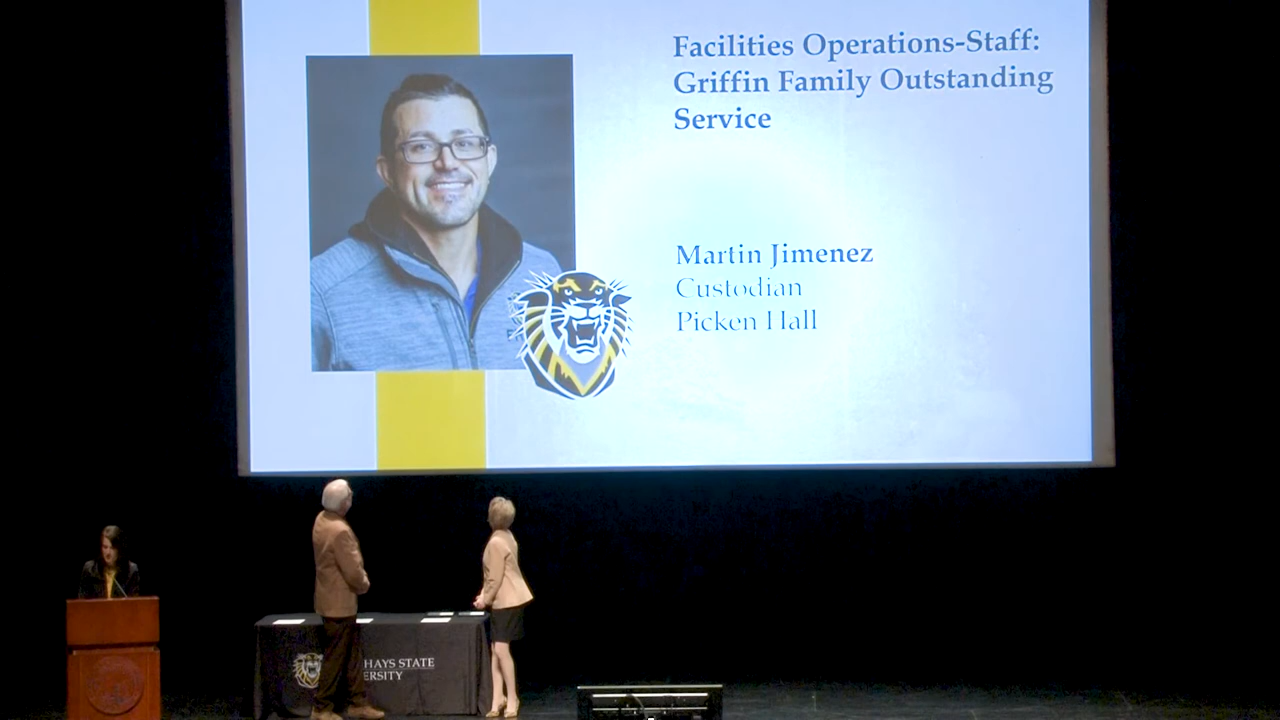 Facilities Operations-Staff:
Griffin Family Outstanding
Service
Martin Jimenez
Custodian
Picken Hall
HAYS STATE
ERSITY